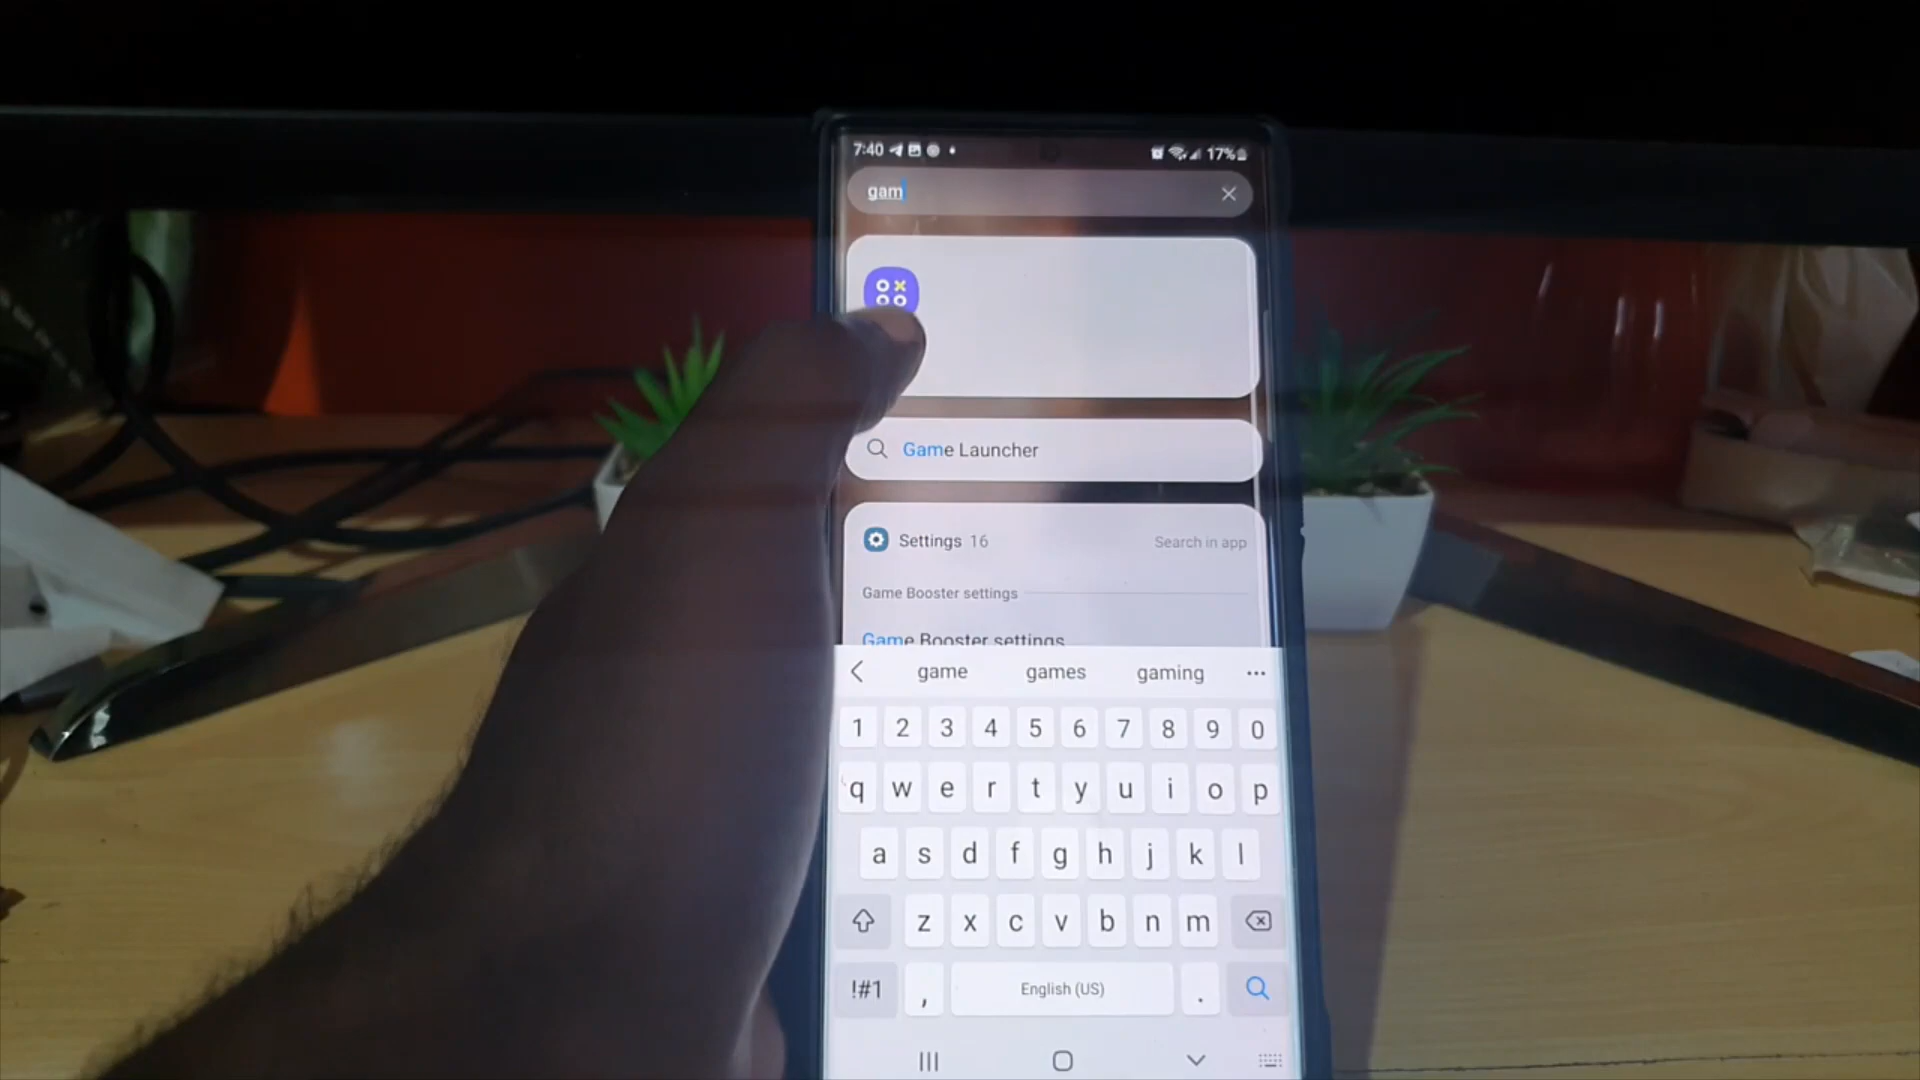 7:40 17%
gam
Game Launcher
Settings 16 Search in app
Game Booster settings
Game Booster settings
game games gaming ...
1 2 3 4 5 6 7 8 9 0
q w e r t y u i o p
a s d f g h j k l
z x c v b n m
!#1 , English (US) .